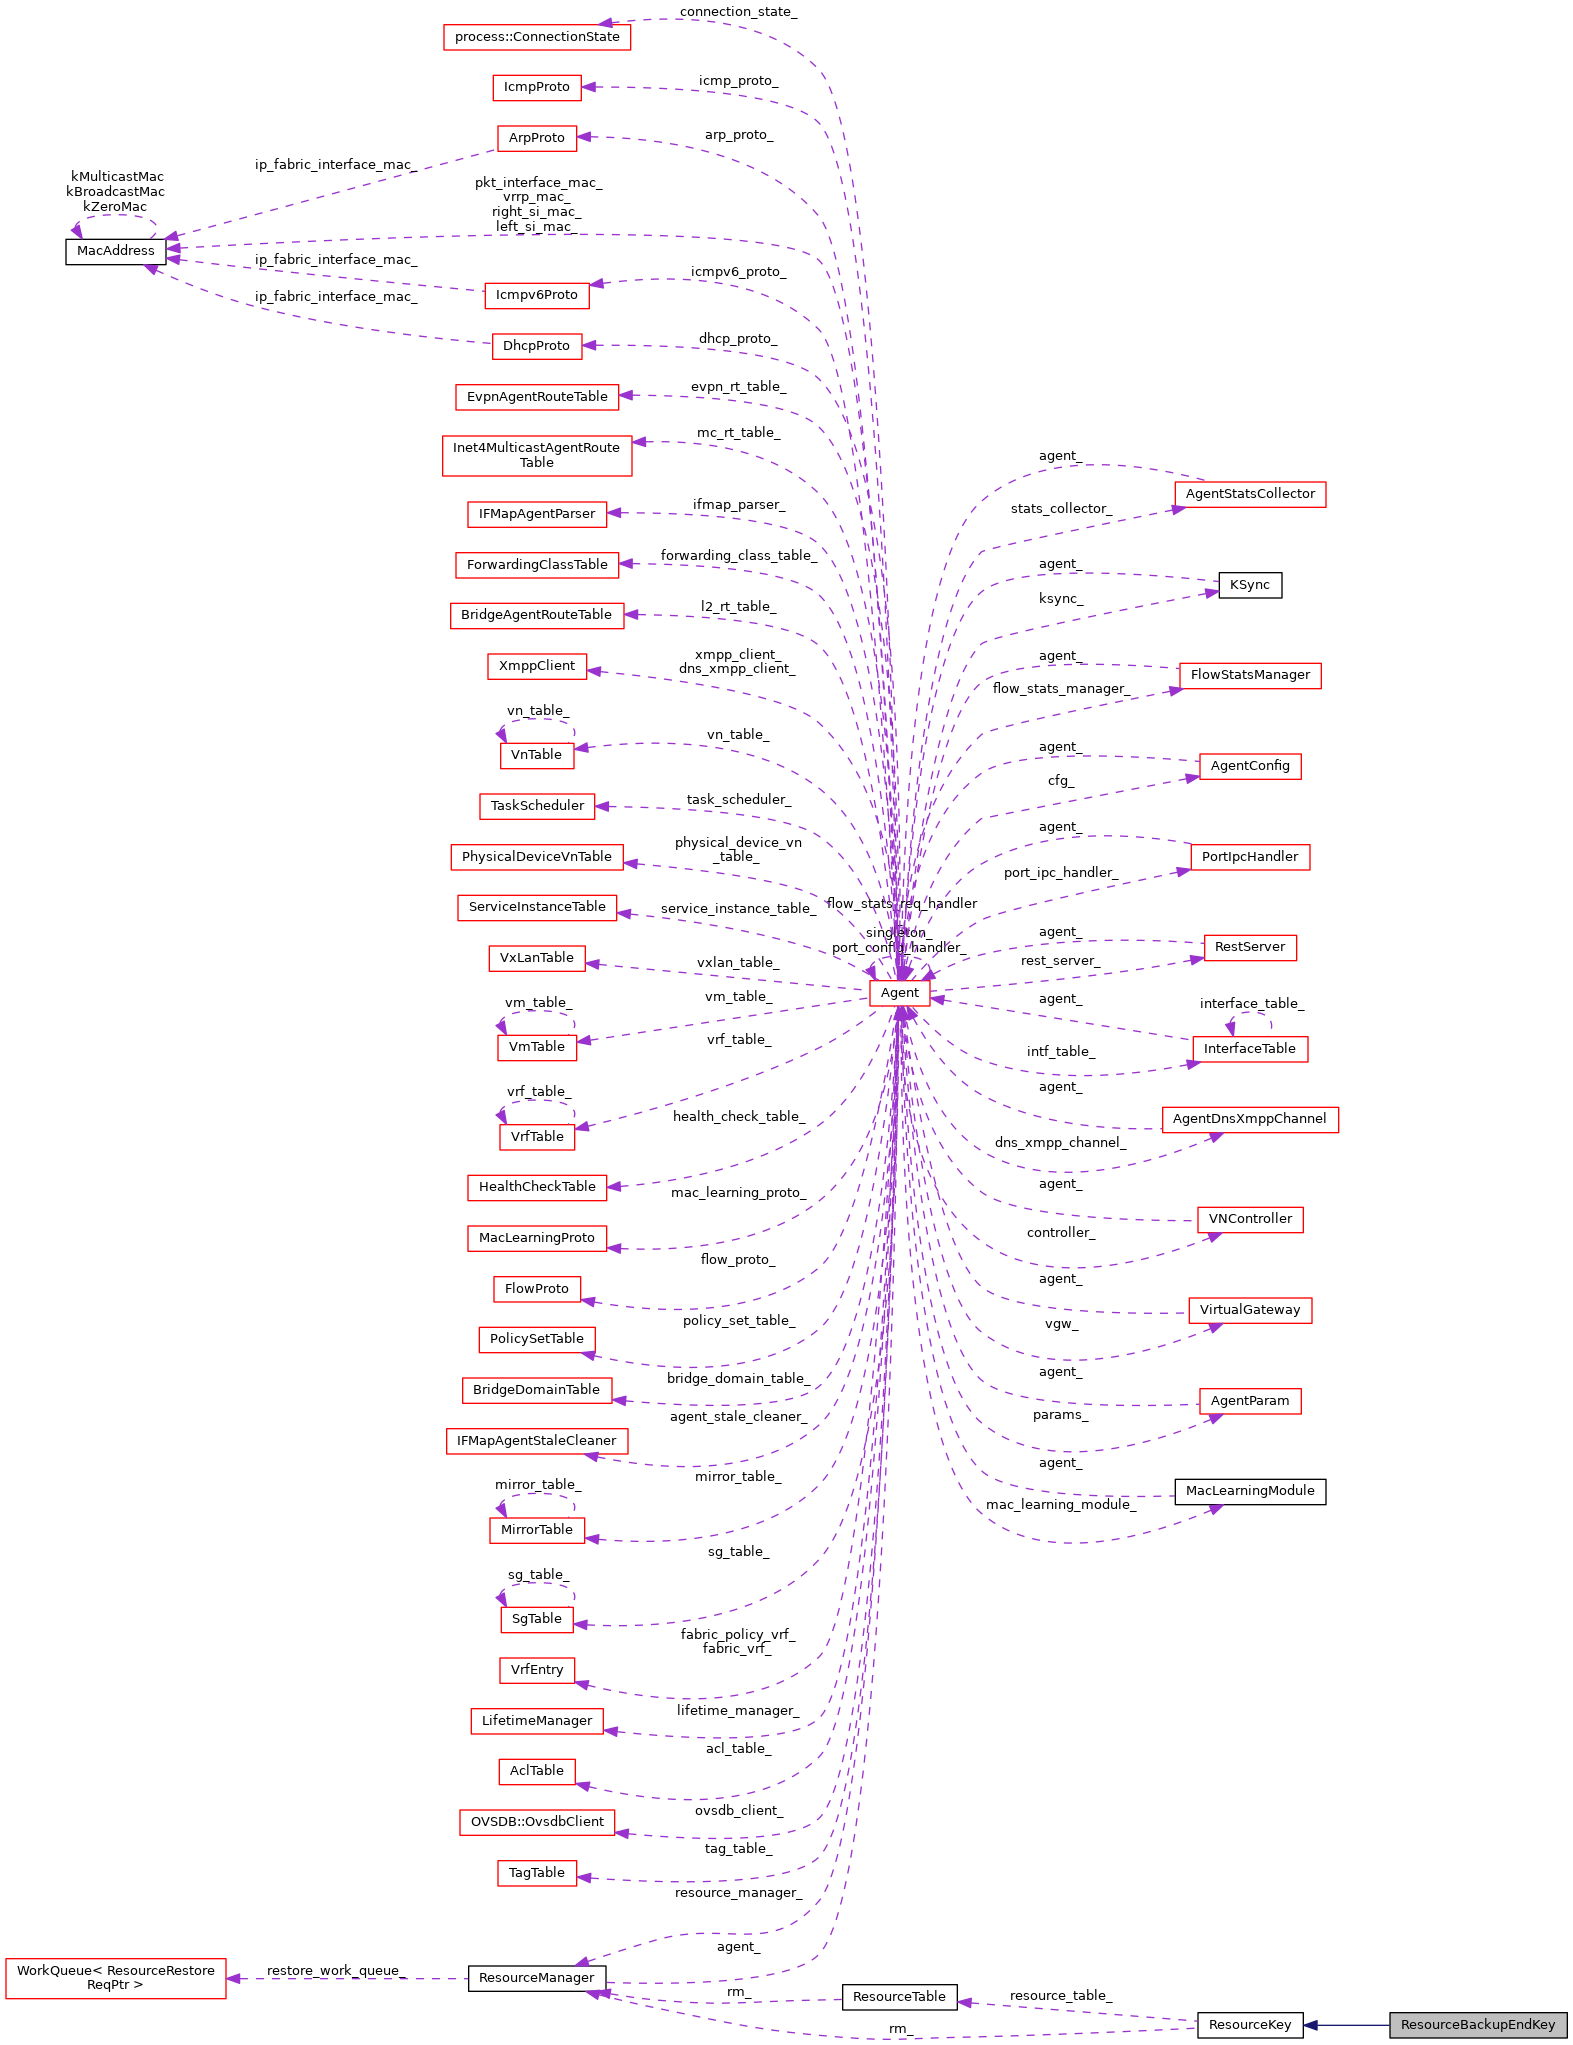 connection_state_
process::ConnectionState
icmp_proto_
IcmpProto
arp_proto_
ArpProto
ip_fabric_interface_mac_
kMulticastMac
kBroadcastMac
kZeroMac
pkt_interface_mac_
vrrp_mac_
right_si_mac_
left_si_mac_
MacAddress
ip_fabric_interface_mac_
icmpv6_proto_
Icmpv6Proto
ip_fabric_interface_mac_
dhcp_proto_
DhcpProto
evpn_rt_table_
EvpnAgentRouteTable
mc_rt_table_
Inet4MulticastAgentRoute
Table
agent_
AgentStatsCollector
ifmap_parser_
stats_collector_
IFMapAgentParser
forwarding_class_table_
ForwardingClassTable
agent_
KSync
ksync_
l2_rt_table_
BridgeAgentRouteTable
xmpp_client_
dns_xmpp_client_
XmppClient
agent_
FlowStatsManager
flow_stats_manager_
vn_table_
vn_table_
VnTable
agent_
AgentConfig
cfg_
task_scheduler_
TaskScheduler
agent_
physical_device_vn
_table_
PhysicalDeviceVnTable
PortIpcHandler
port_ipc_handler_
service_instance_table_
ServiceInstanceTable
flow_stats_req_handler
singleton_
port_config_handler_
agent_
RestServer
rest_server_
vxlan_table_
VxLanTable
Agent
vm_table_
vm_table_
VmTable
agent_
interface_table_
InterfaceTable
intf_table_
vrf_table_
vrf_table_
VrfTable
agent_
AgentDnsXmppChannel
dns_xmpp_channel_
health_check_table_
HealthCheckTable
agent_
VNController
controller_
mac_learning_proto_
MacLearningProto
flow_proto_
FlowProto
agent_
VirtualGateway
vgw_
policy_set_table_
PolicySetTable
bridge_domain_table_
BridgeDomainTable
agent_
AgentParam
params_
agent_stale_cleaner_
IFMapAgentStaleCleaner
agent_
MacLearningModule
mac_learning_module_
mirror_table_
mirror_table_
MirrorTable
sg_table_
sg_table_
SgTable
fabric_policy_vrf_
fabric_vrf_
VrfEntry
lifetime_manager_
LifetimeManager
acl_table_
AclTable
ovsdb_client_
OVSDB::OvsdbClient
tag_table_
TagTable
resource_manager_
agent_
WorkQueue< ResourceRestore
ReqPtr >
restore_work_queue_
ResourceManager
rm_
ResourceTable
resource_table_
rm_
ResourceKey
ResourceBackupEndKey